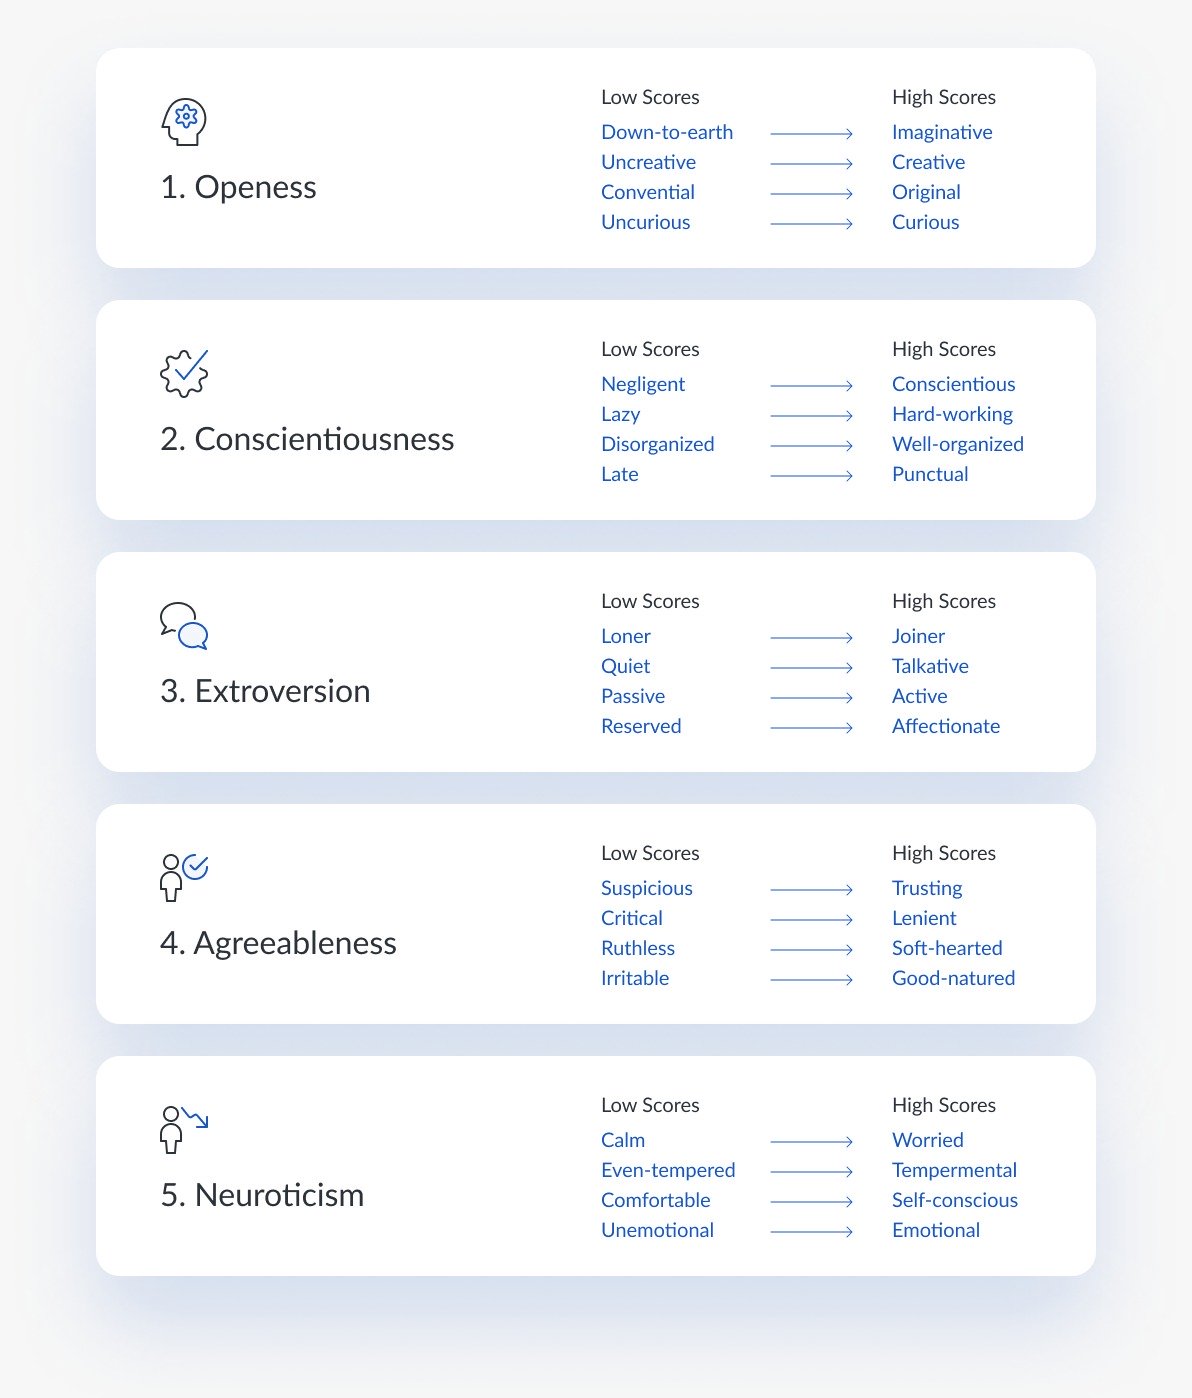 1. Openess
Low Scores High Scores
Down-to-earth Imaginative
Uncreative Creative
Convential Original
Uncurious Curious
2. Conscientiousness
Low Scores High Scores
Negligent Conscientious
Lazy Hard-working
Disorganized Well-organized
Late Punctual
3. Extroversion
Low Scores High Scores
Loner Joiner
Quiet Talkative
Passive Active
Reserved Affectionate
4. Agreeableness
Low Scores High Scores
Suspicious Trusting
Critical Lenient
Ruthless Soft-hearted
Irritable Good-natured
5. Neuroticism
Low Scores High Scores
Calm Worried
Even-tempered Tempermental
Comfortable Self-conscious
Unemotional Emotional